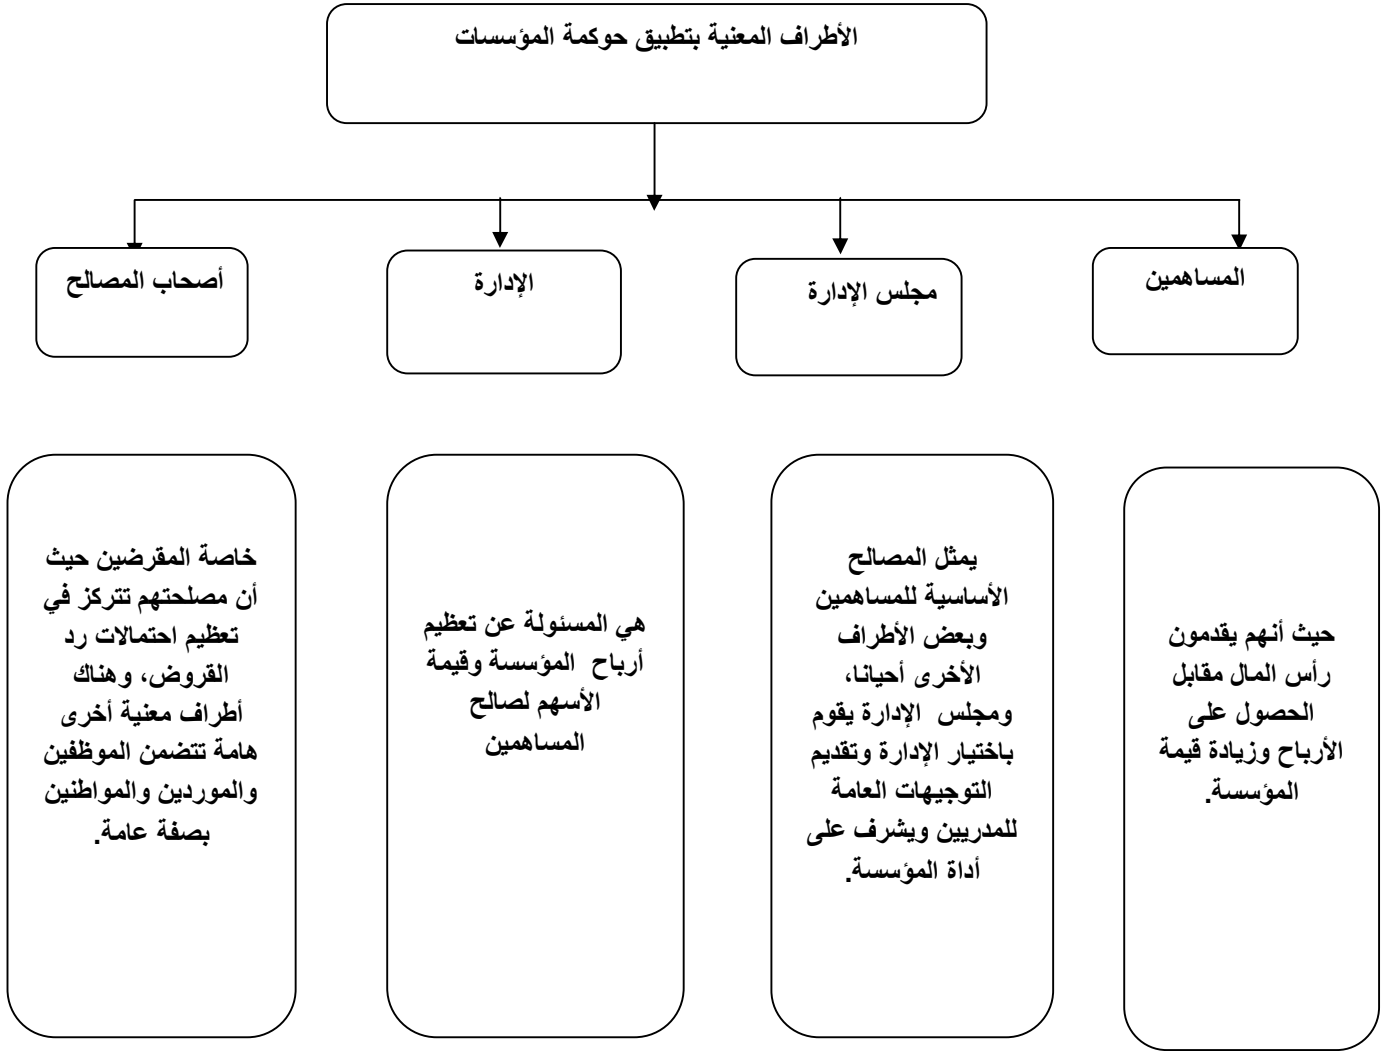 الأطراف المعنية بتطبيق حوكمة المؤسسات
المساهمين
مجلس الإدارة
الإدارة
أصحاب المصالح
حيث أنهم يقدمون
رأس المال مقابل
الحصول على
الأرباح وزيادة قيمة
المؤسسة.
يمثل المصالح
الأساسية للمساهمين
وبعض الأطراف
الأخرى أحيانا،
ومجلس الإدارة يقوم
باختيار الإدارة وتقديم
التوجيهات العامة
للمدريين ويشرف على
أداة المؤسسة.
هي المسئولة عن تعظيم
أرباح المؤسسة وقيمة
الأسهم لصالح
المساهمين
خاصة المقرضين حيث
أن مصلحتهم تتركز في
تعظيم احتمالات رد
القروض، وهناك
أطراف معنية أخرى
هامة تتضمن الموظفين
والموردين والمواطنين
بصفة عامة.